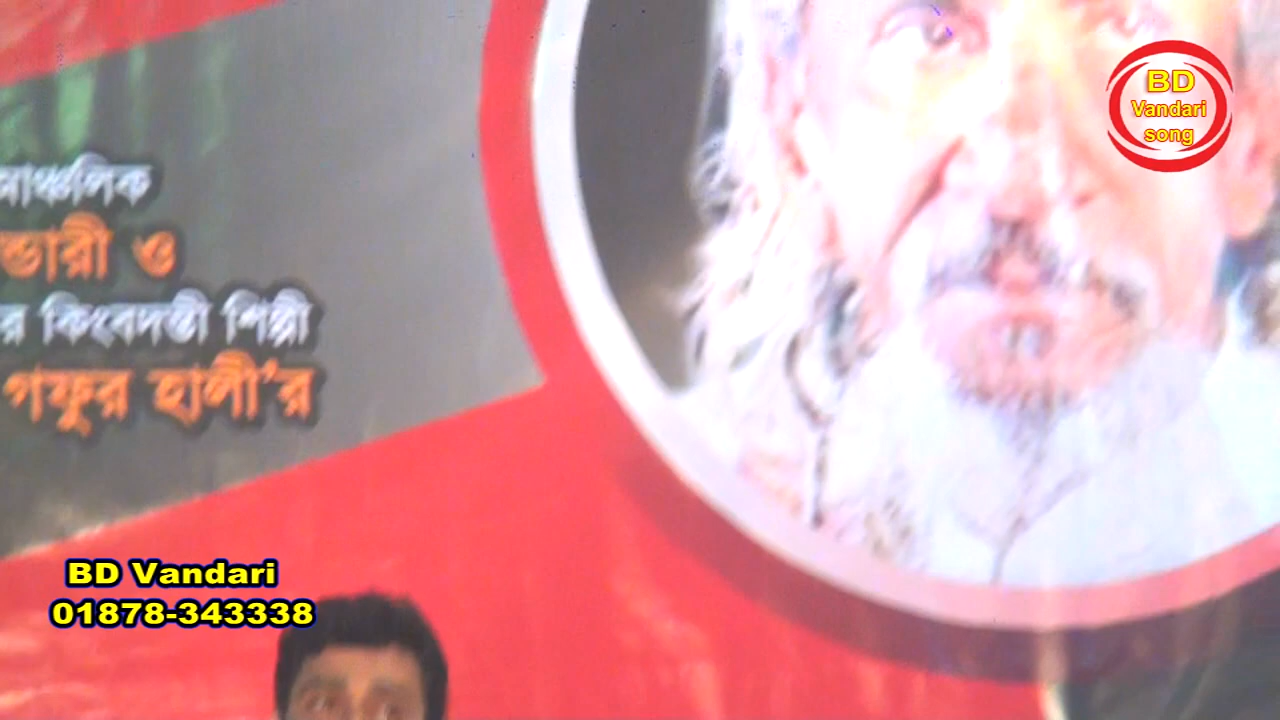 আঞ্চলিক
ন্ডারী ও
র কিংবদন্তী শিল্পী
গফুর হালী'র
BD
Vandari
song
BD Vandari
01878-343338